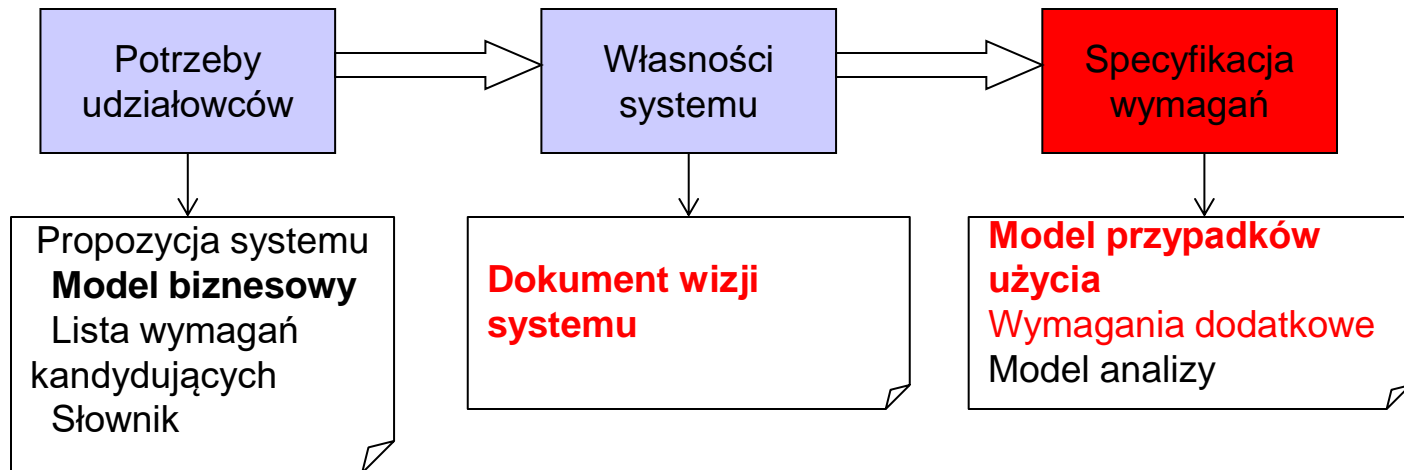 Potrzeby
udziałowców
Własności
systemu
Specyfikacja
wymagań
Propozycja systemu
Model biznesowy
Lista wymagań
kandydujących
Słownik
Dokument wizji
systemu
Model przypadków
użycia
Wymagania dodatkowe
Model analizy